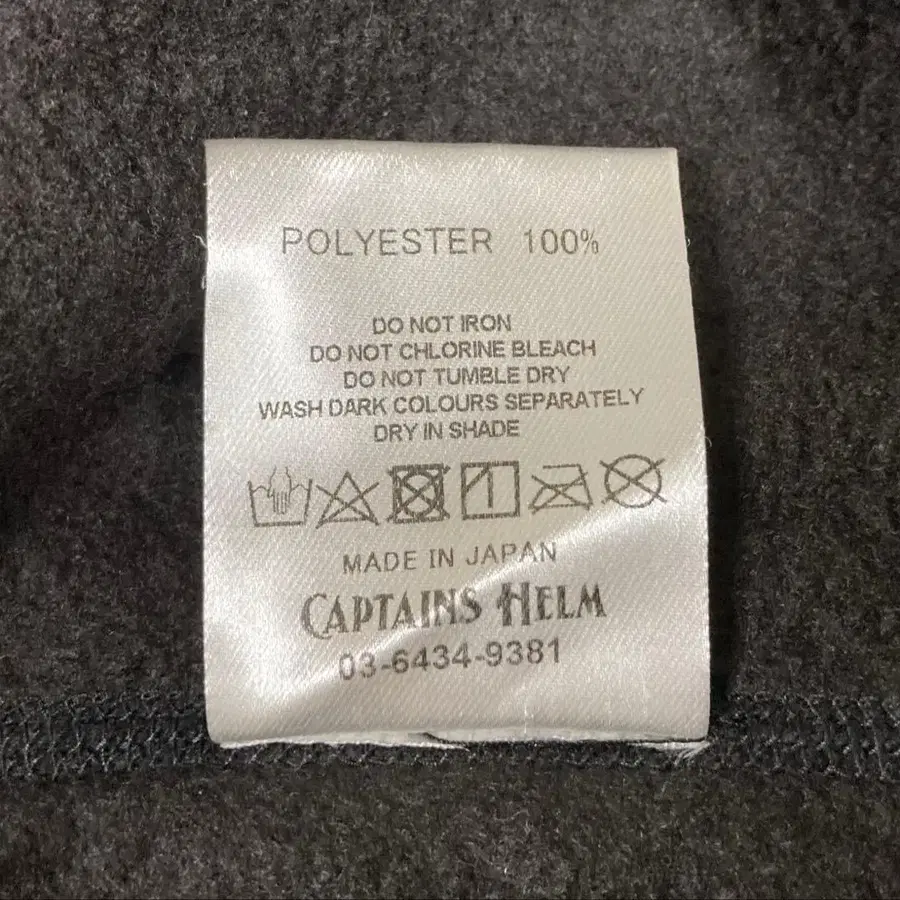 POLYESTER 100%
DO NOT IRON
DO NOT CHLORINE BLEACH
DO NOT TUMBLE DRY
WASH DARK COLOURS SEPARATELY
DRY IN SHADE
MADE IN JAPAN
CAPTAINS HELM
03-6434-9381